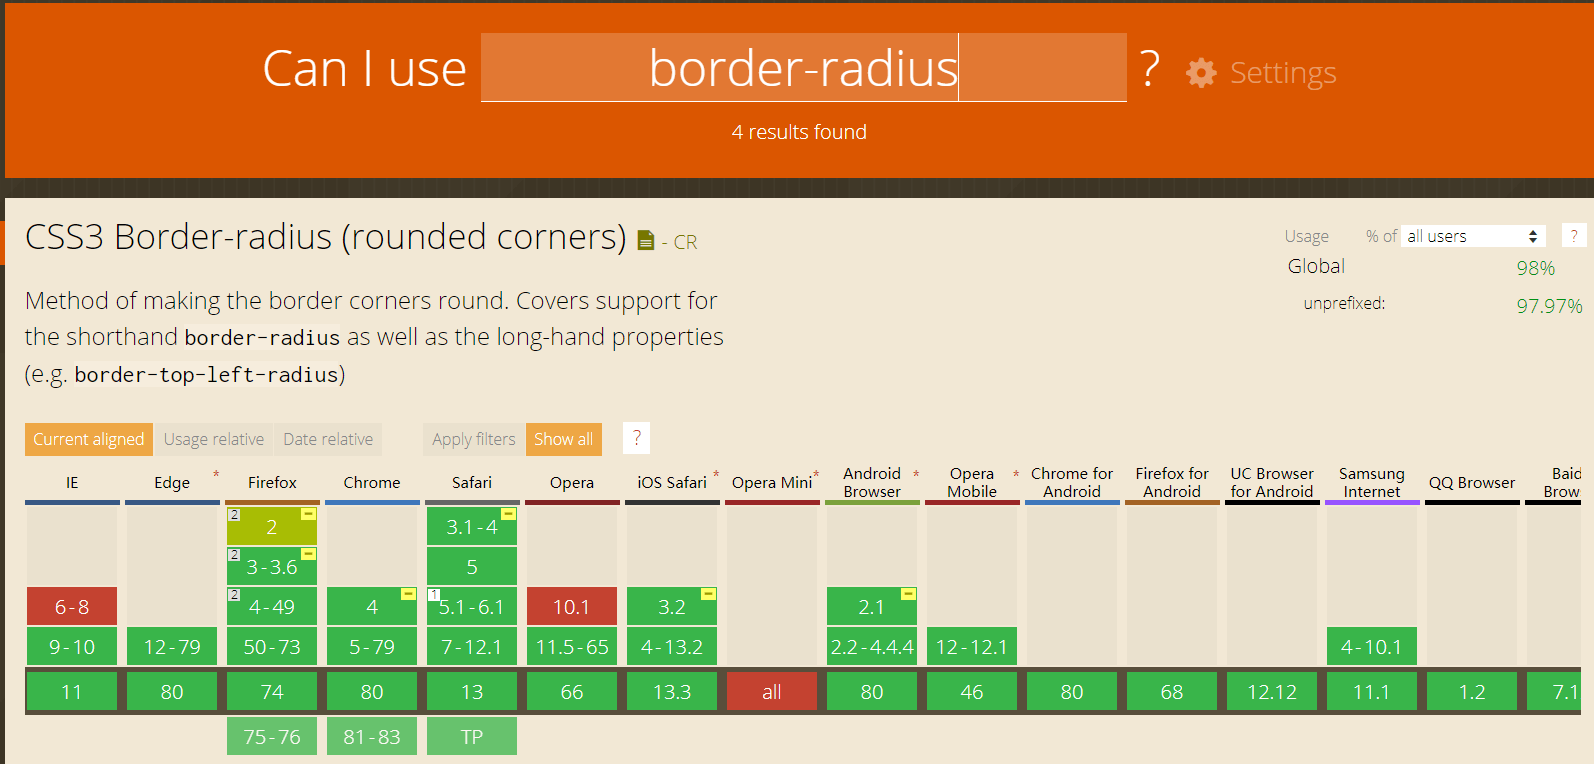 Can I use border-radius ? Settings
4 results found
CSS3 Border-radius (rounded corners) - CR
Usage % of all users ?
Global 98%
unprefixed: 97.97%
Method of making the border corners round. Covers support for
the shorthand border-radius as well as the long-hand properties
(e.g. border-top-left-radius)
Current aligned Usage relative Date relative Apply filters Show all ?
IE Edge * Firefox Chrome Safari Opera iOS Safari * Opera Mini * Android Browser * Opera Mobile * Chrome for Android Firefox for Android UC Browser for Android Samsung Internet QQ Browser Baid Brow
2 2 3.1-4
2 3-3.6 5
6-8 2 4-49 4 1 5.1-6.1 10.1 3.2 2.1
9-10 12-79 50-73 5-79 7-12.1 11.5-65 4-13.2 2.2-4.4.4 12-12.1 4-10.1
11 80 74 80 13 66 13.3 all 80 46 80 68 12.12 11.1 1.2 7.1
75-76 81-83 TP